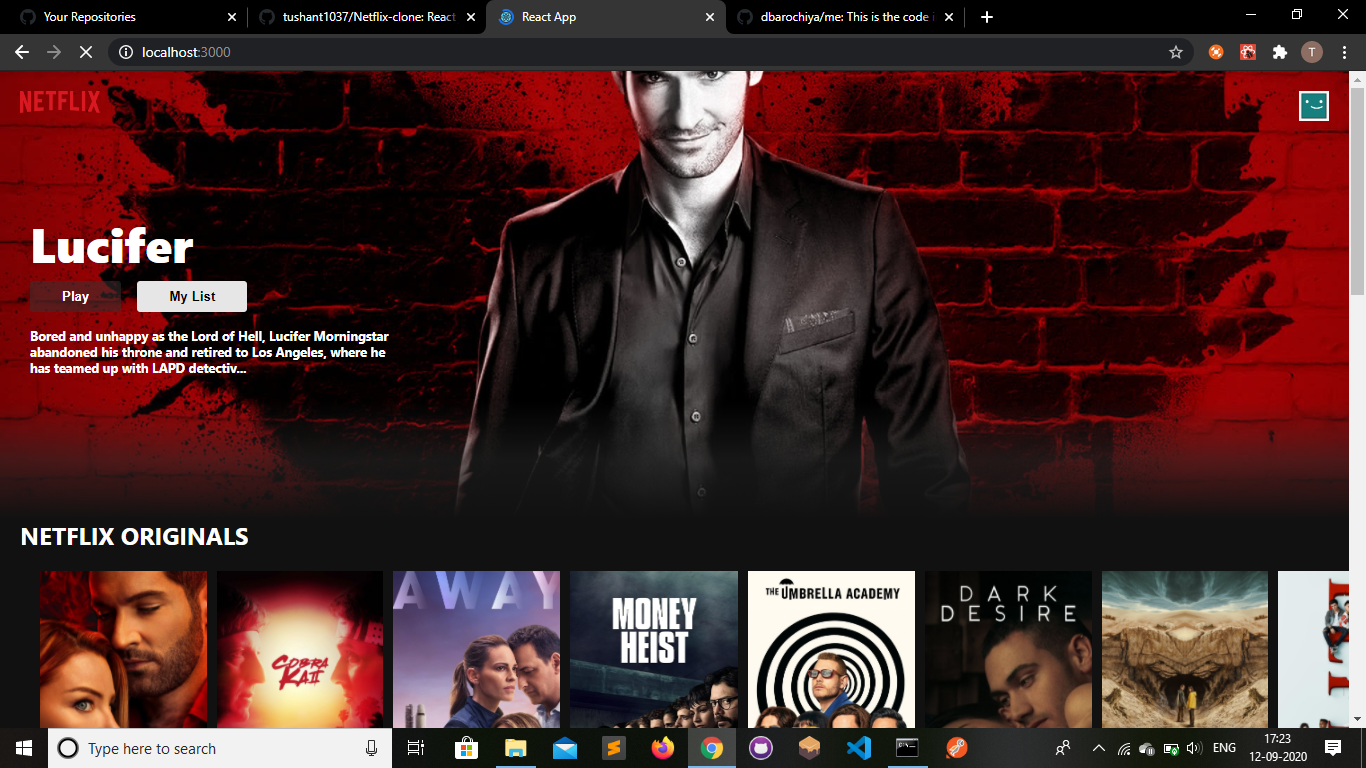 Your Repositories
tushant1037/Netflix-clone: React
React App
dbarochiya/me: This is the code i
localhost:3000
T
NETFLIX
Lucifer
Play
My List
Bored and unhappy as the Lord of Hell, Lucifer Morningstar
abandoned his throne and retired to Los Angeles, where he
has teamed up with LAPD detectiv...
NETFLIX ORIGINALS
COBRA
KAI
AWAY
MONEY
HEIST
THE UMBRELLA ACADEMY
DARK
DESIRE
Type here to search
ENG
17:23
12-09-2020